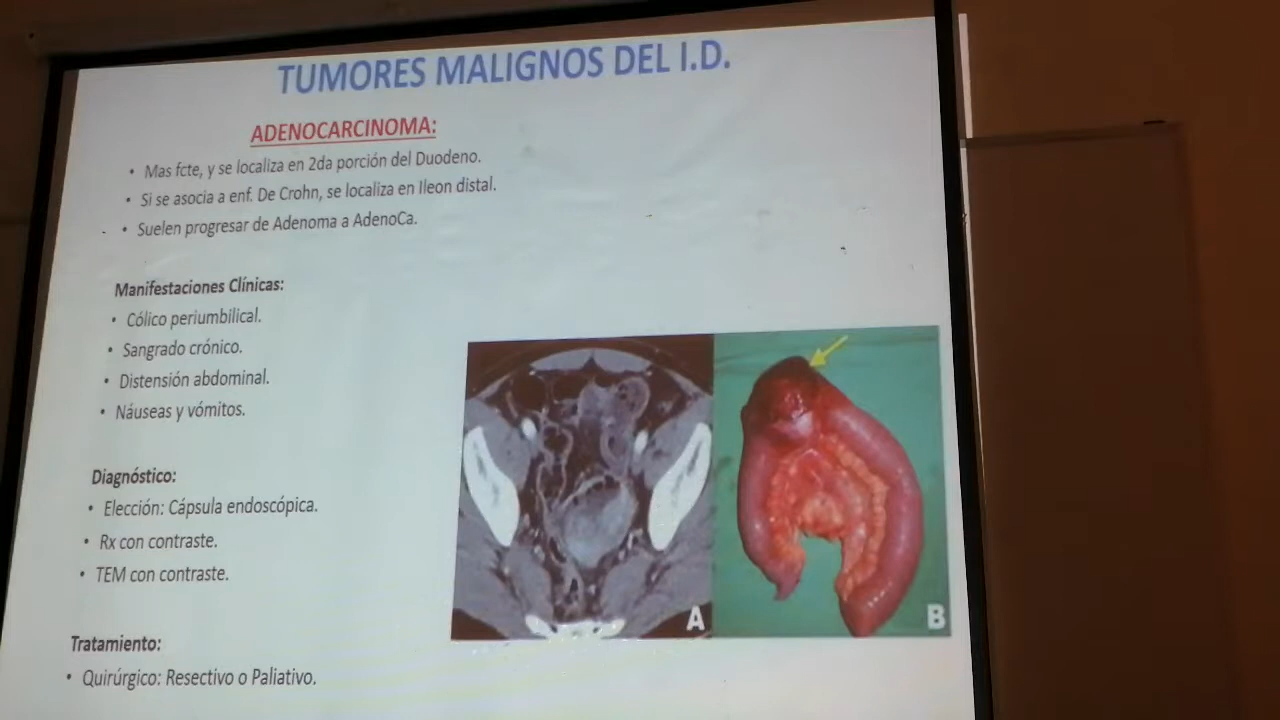 TUMORES MALIGNOS DEL I.D.
ADENOCARCINOMA:
• Mas fcte, y se localiza en 2da porción del Duodeno.
• Si se asocia a enf. De Crohn, se localiza en Ileon distal.
• Suelen progresar de Adenoma a AdenoCa.
Manifestaciones Clínicas:
• Cólico periumbilical.
• Sangrado crónico.
• Distensión abdominal.
• Náuseas y vómitos.
Diagnóstico:
• Elección: Cápsula endoscópica.
• Rx con contraste.
• TEM con contraste.
Tratamiento:
• Quirúrgico: Resectivo o Paliativo.
A
B